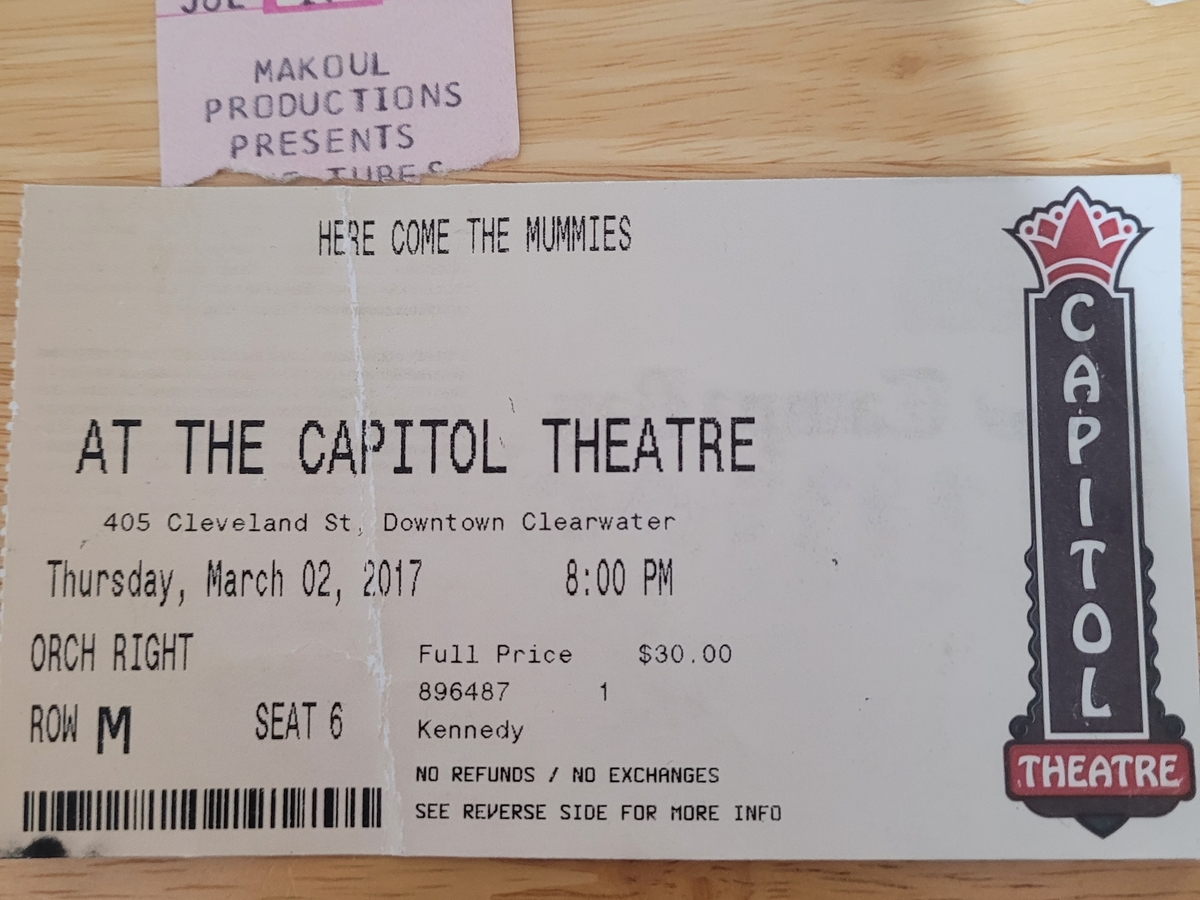 MAKOUL
PRODUCTIONS
PRESENTS
TUBES
HERE COME THE MUMMIES
AT THE CAPITOL THEATRE
405 Cleveland St, Downtown Clearwater
Thursday, March 02, 2017 8:00 PM
ORCH RIGHT
ROW M SEAT 6
Full Price $30.00
896487 1
Kennedy
NO REFUNDS / NO EXCHANGES
SEE REVERSE SIDE FOR MORE INFO
CAPITOL
THEATRE